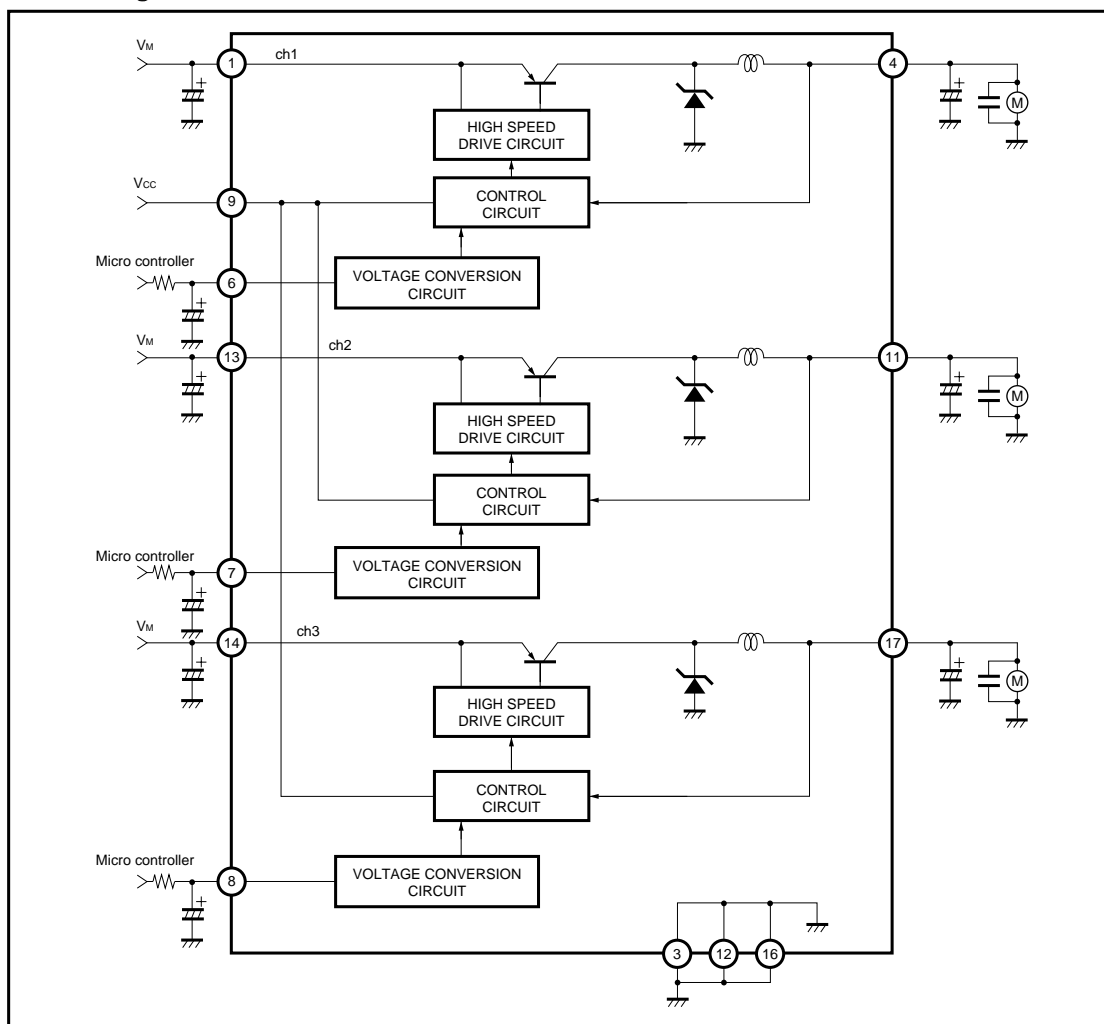 VM
1
ch1
4
+
+
M
HIGH SPEED
DRIVE CIRCUIT
VCC
9
CONTROL
CIRCUIT
Micro controller
6
VOLTAGE CONVERSION
CIRCUIT
+
VM
13
ch2
11
+
+
M
HIGH SPEED
DRIVE CIRCUIT
CONTROL
CIRCUIT
Micro controller
7
VOLTAGE CONVERSION
CIRCUIT
+
VM
14
ch3
17
+
+
M
HIGH SPEED
DRIVE CIRCUIT
CONTROL
CIRCUIT
Micro controller
8
VOLTAGE CONVERSION
CIRCUIT
+
3
12
16